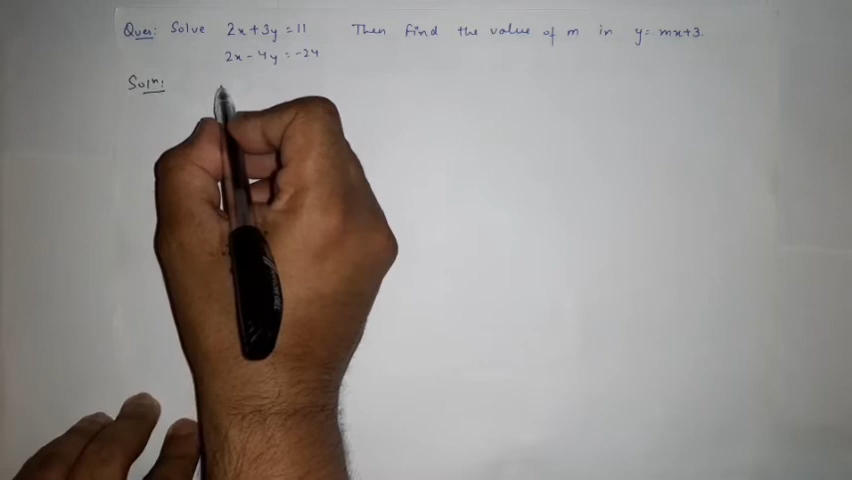 Ques: Solve 2x+3y=11 Then find the value of m in y=mx+3.
2x-4y=-24
Solⁿ: